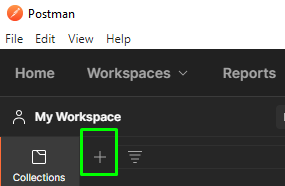 Postman
File Edit View Help
Home Workspaces Reports
My Workspace
Collections